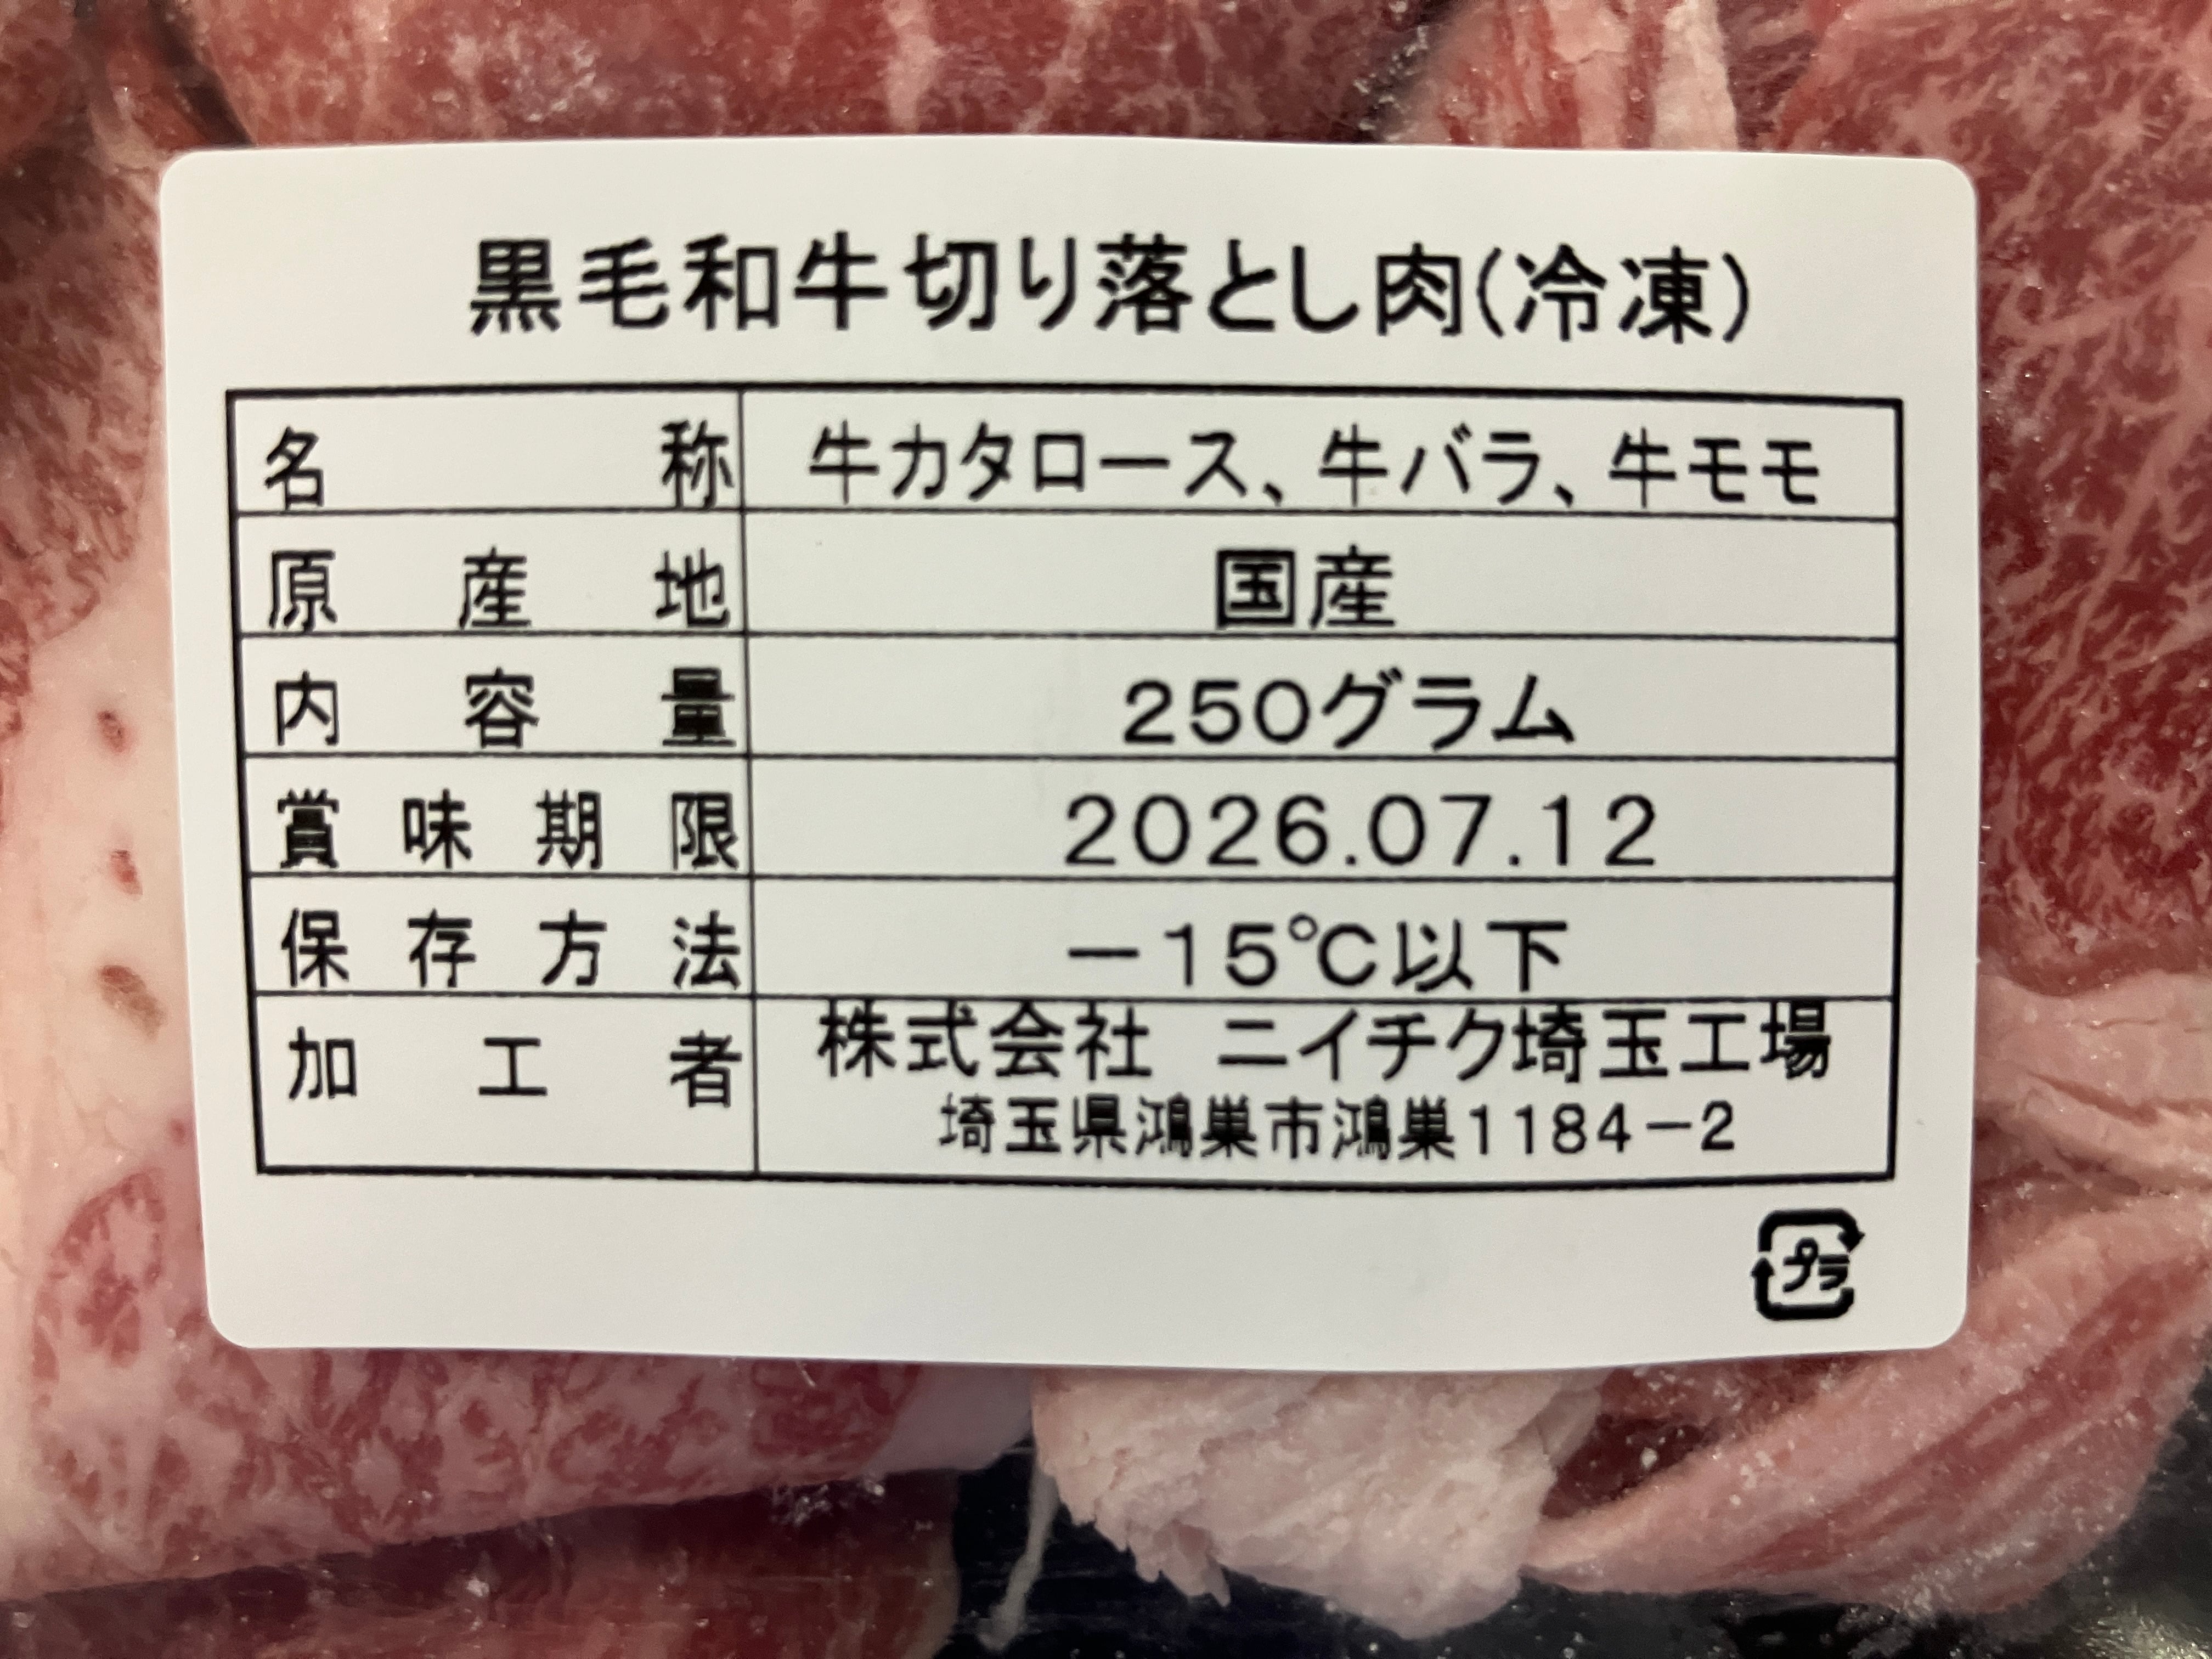 黒毛和牛切り落とし肉(冷凍)
名称 牛カタロース、牛バラ、牛モモ
原産地 国産
内容量 250グラム
賞味期限 2026.07.12
保存方法 －15℃以下
加工者 株式会社 ニイチク埼玉工場
埼玉県鴻巣市鴻巣1184－2
プラ